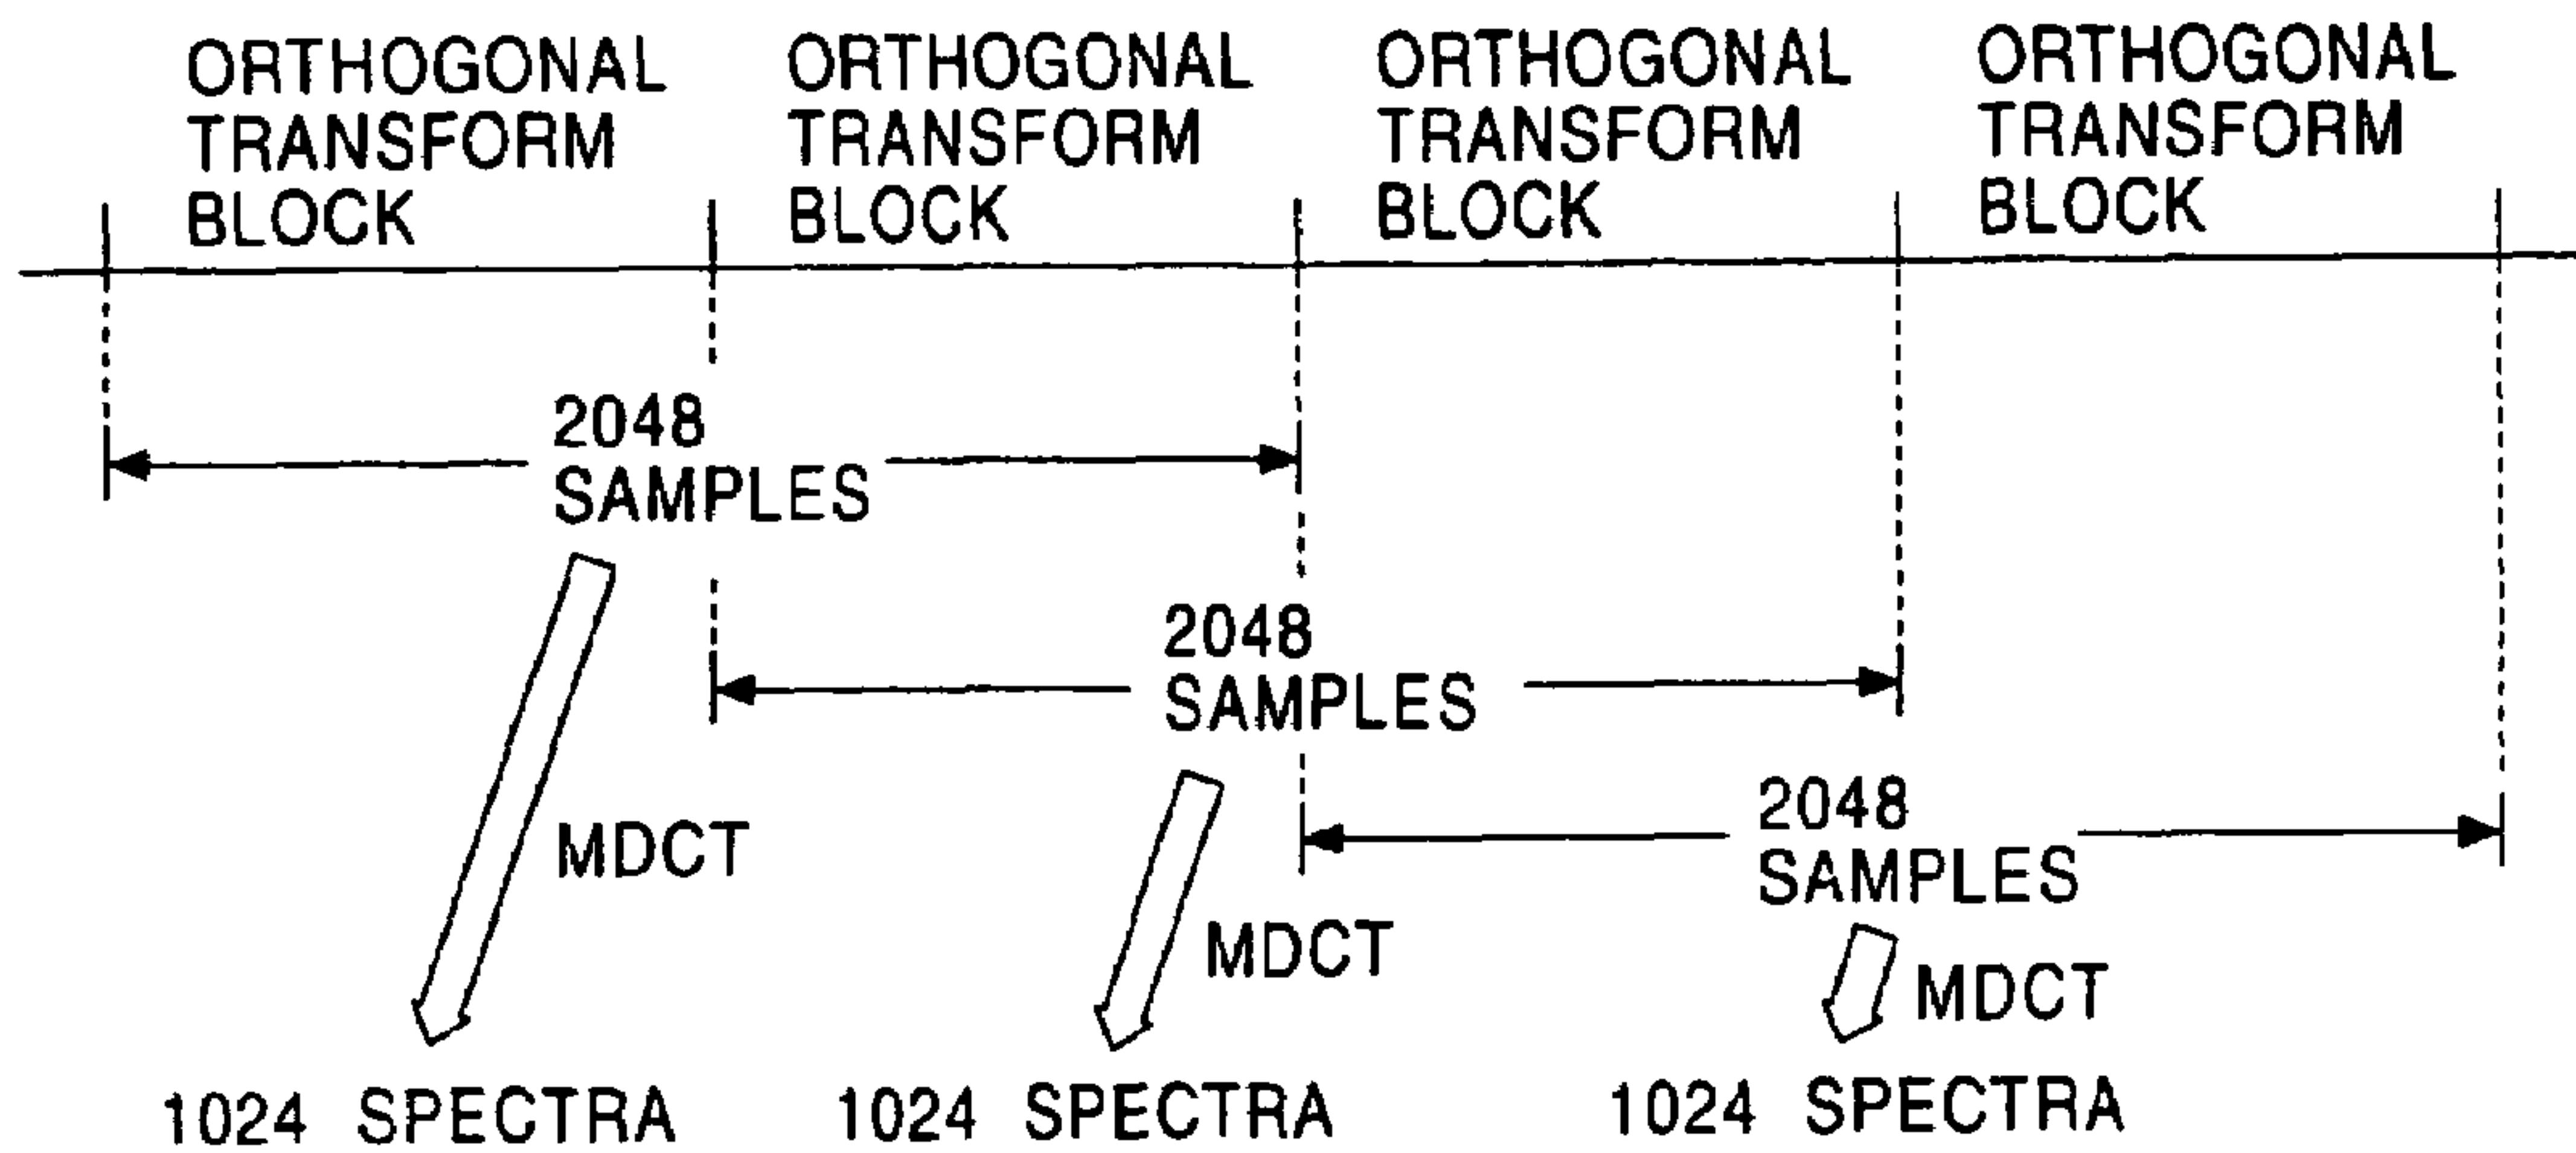 ORTHOGONAL
TRANSFORM
BLOCK
ORTHOGONAL
TRANSFORM
BLOCK
ORTHOGONAL
TRANSFORM
BLOCK
ORTHOGONAL
TRANSFORM
BLOCK
2048
SAMPLES
2048
SAMPLES
2048
SAMPLES
MDCT
MDCT
MDCT
1024 SPECTRA
1024 SPECTRA
1024 SPECTRA